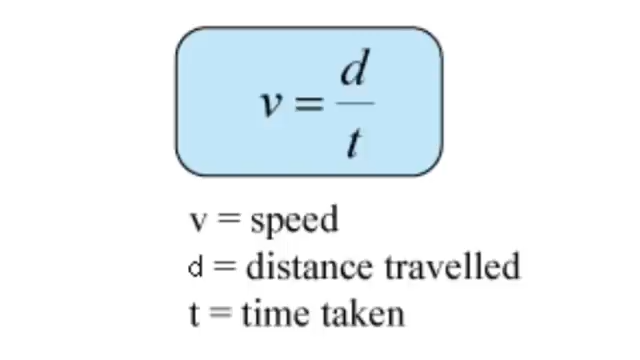 v = d/t
v = speed
d = distance travelled
t = time taken